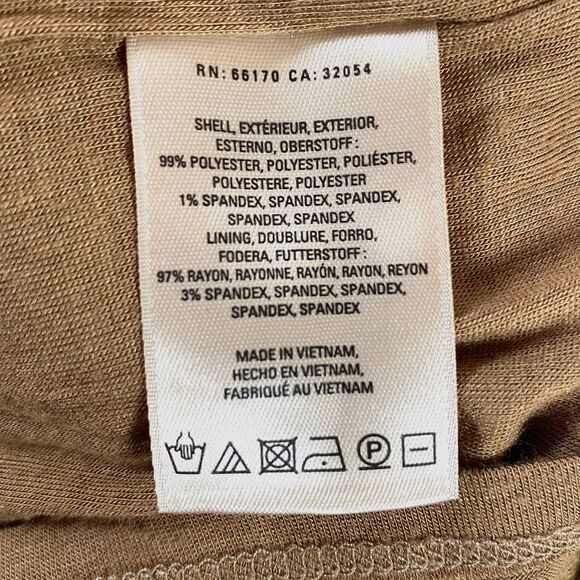 RN: 66170 CA: 32054
SHELL, EXTÉRIEUR, EXTERIOR,
ESTERNO, OBERSTOFF:
99% POLYESTER, POLYESTER, POLIÉSTER,
POLYESTERE, POLYESTER
1% SPANDEX, SPANDEX, SPANDEX,
SPANDEX, SPANDEX
LINING, DOUBLURE, FORRO,
FODERA, FUTTERSTOFF:
97% RAYON, RAYONNE, RAYÓN, RAYON, REYON
3% SPANDEX, SPANDEX, SPANDEX,
SPANDEX, SPANDEX
MADE IN VIETNAM,
HECHO EN VIETNAM,
FABRIQUÉ AU VIETNAM
P